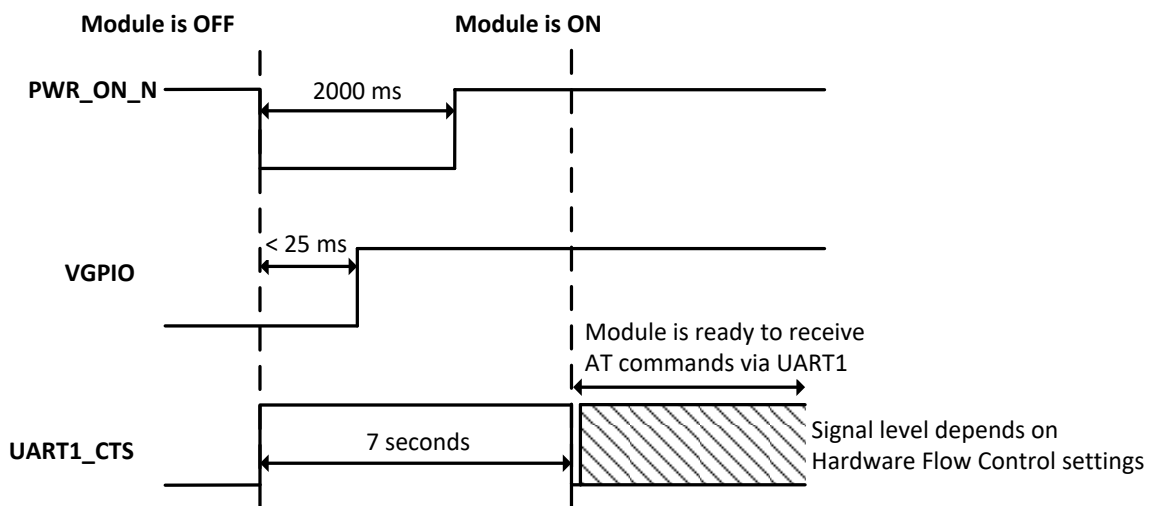 Module is OFF
Module is ON
PWR_ON_N
2000 ms
< 25 ms
VGPIO
Module is ready to receive
AT commands via UART1
UART1_CTS
7 seconds
Signal level depends on
Hardware Flow Control settings